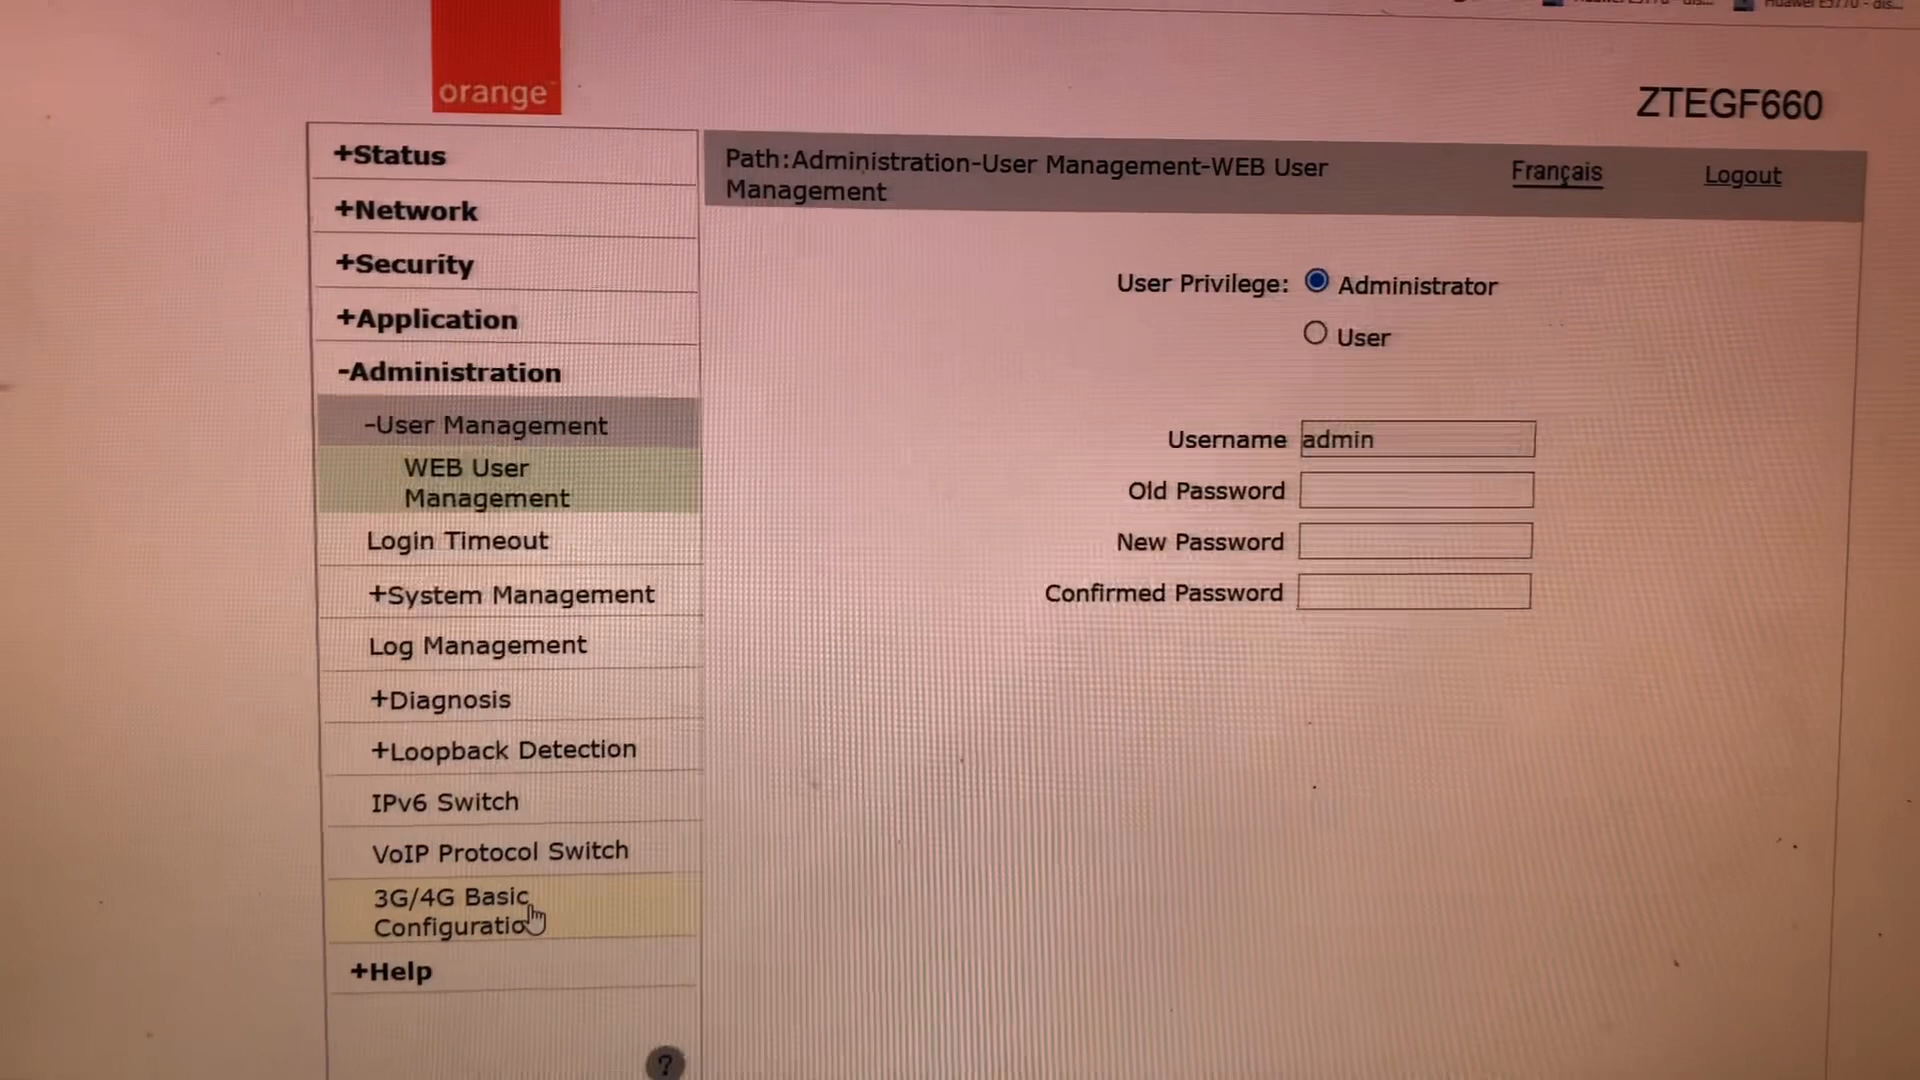 orange
ZTEGF660
+Status
+Network
+Security
+Application
-Administration
-User Management
WEB User
Management
Login Timeout
+System Management
Log Management
+Diagnosis
+Loopback Detection
IPv6 Switch
VoIP Protocol Switch
3G/4G Basic
Configuration
+Help
?
Path:Administration-User Management-WEB User
Management
Français
Logout
User Privilege:
Administrator
User
Username
admin
Old Password
New Password
Confirmed Password